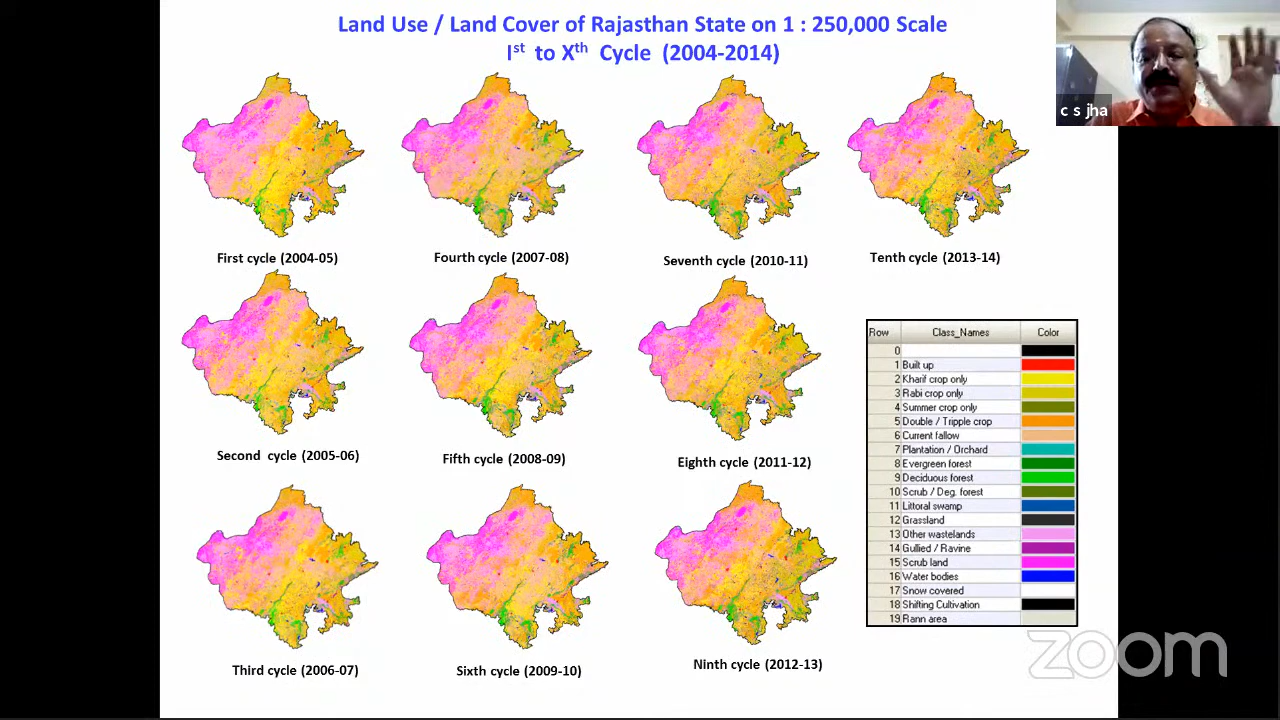 Land Use / Land Cover of Rajasthan State on 1 : 250,000 Scale
Ist to Xth Cycle (2004-2014)
c s jha
First cycle (2004-05)
Fourth cycle (2007-08)
Seventh cycle (2010-11)
Tenth cycle (2013-14)
Second cycle (2005-06)
Fifth cycle (2008-09)
Eighth cycle (2011-12)
Third cycle (2006-07)
Sixth cycle (2009-10)
Ninth cycle (2012-13)
Row Class_Names Color
0
1 Built up
2 Kharif crop only
3 Rabi crop only
4 Summer crop only
5 Double / Tripple crop
6 Current fallow
7 Plantation / Orchard
8 Evergreen forest
9 Deciduous forest
10 Scrub / Deg. forest
11 Littoral swamp
12 Grassland
13 Other wastelands
14 Gullied / Ravine
15 Scrub land
16 Water bodies
17 Snow covered
18 Shifting Cultivation
19 Rann area
zoom